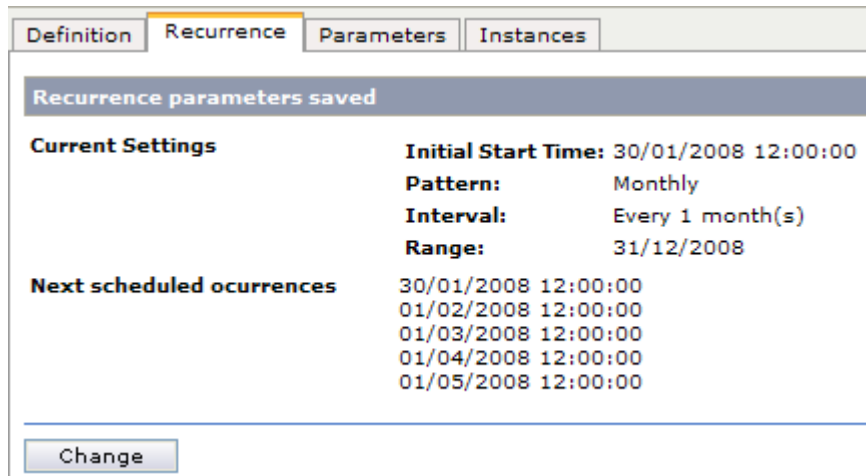 Definition Recurrence Parameters Instances
Recurrence parameters saved
Current Settings
Initial Start Time: 30/01/2008 12:00:00
Pattern: Monthly
Interval: Every 1 month(s)
Range: 31/12/2008
Next scheduled ocurrences
30/01/2008 12:00:00
01/02/2008 12:00:00
01/03/2008 12:00:00
01/04/2008 12:00:00
01/05/2008 12:00:00
Change